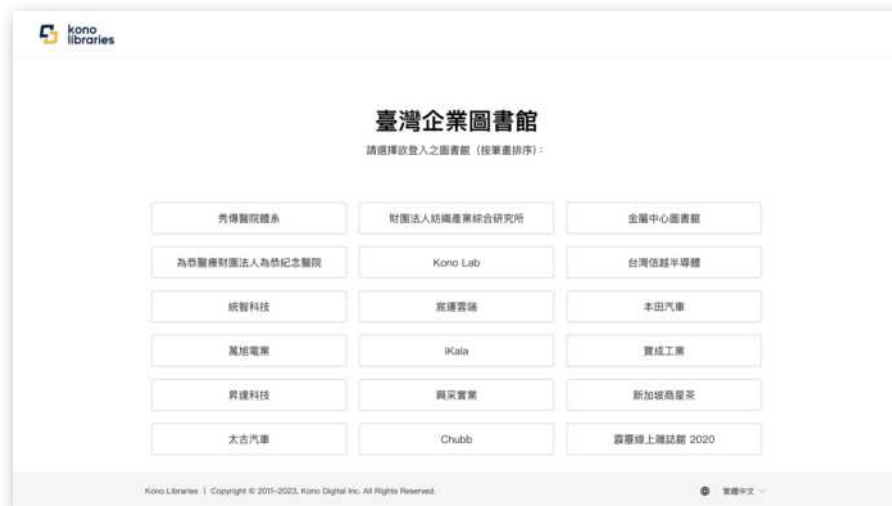 kono
libraries
臺灣企業圖書館
請選擇欲登入之圖書館（按筆畫排序）：
秀傳醫院體系
財團法人紡織產業綜合研究所
金屬中心圖書館
為恭醫療財團法人為恭紀念醫院
Kono Lab
台灣信越半導體
統智科技
宸運雲端
本田汽車
萬旭電業
iKala
寶成工業
昇達科技
興采實業
新加坡商星茶
太古汽車
Chubb
霹靂線上雜誌館 2020
Kono Libraries | Copyright © 2011-2023, Kono Digital Inc. All Rights Reserved.
繁體中文